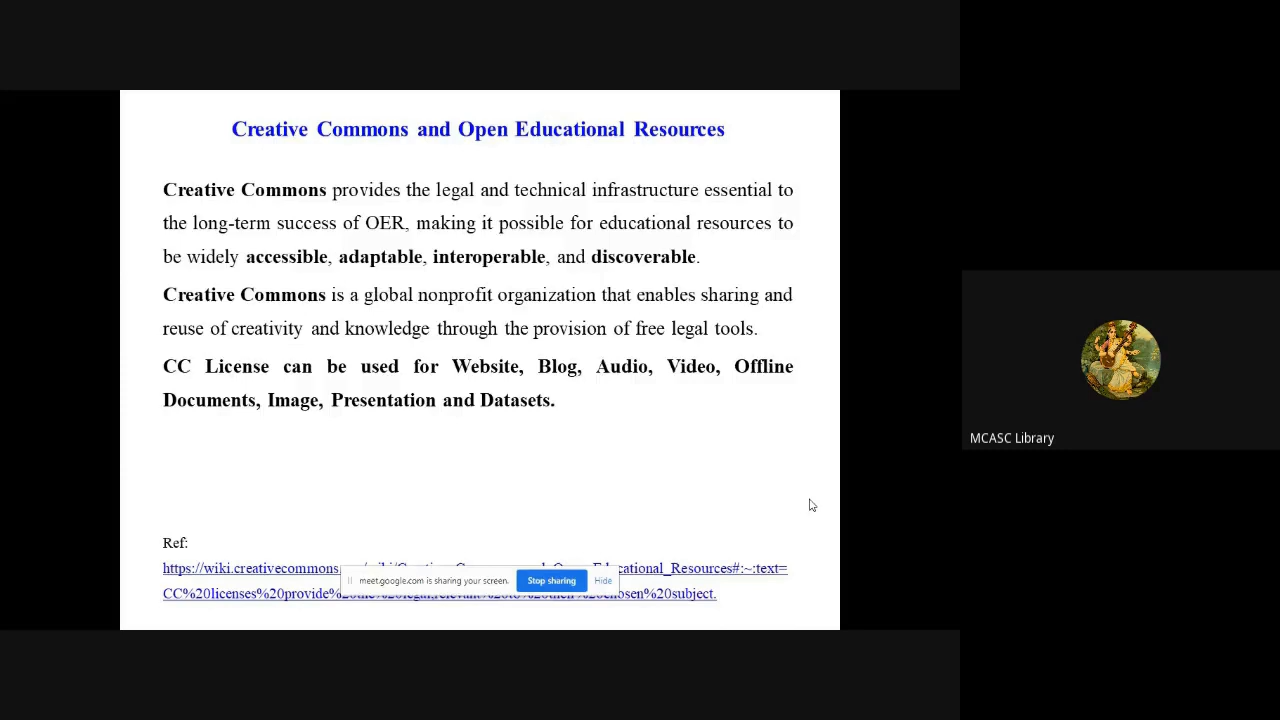 Creative Commons and Open Educational Resources
Creative Commons provides the legal and technical infrastructure essential to
the long-term success of OER, making it possible for educational resources to
be widely accessible, adaptable, interoperable, and discoverable.
Creative Commons is a global nonprofit organization that enables sharing and
reuse of creativity and knowledge through the provision of free legal tools.
CC License can be used for Website, Blog, Audio, Video, Offline
Documents, Image, Presentation and Datasets.
MCASC Library
Ref:
https://wiki.creativecommons. cational_Resources#:~:text=
meet.google.com is sharing your screen. Stop sharing Hide
CC%20licenses%20provide% hosen%20subject.